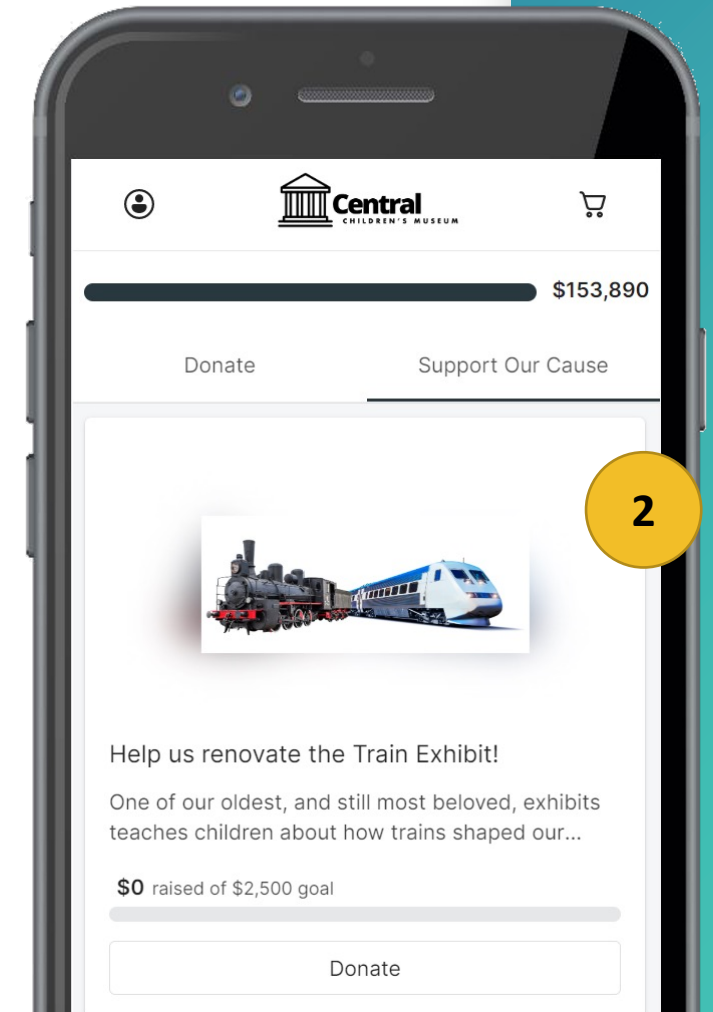 Central
CHILDREN'S MUSEUM
$153,890
Donate
Support Our Cause
2
Help us renovate the Train Exhibit!
One of our oldest, and still most beloved, exhibits
teaches children about how trains shaped our...
$0 raised of $2,500 goal
Donate